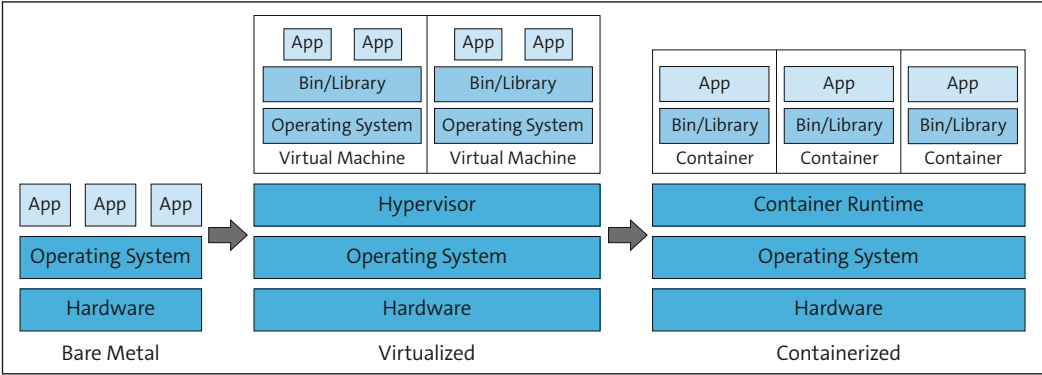 App App App
Operating System
Hardware
Bare Metal
App App App App
Bin/Library Bin/Library
Operating System Operating System
Virtual Machine Virtual Machine
Hypervisor
Operating System
Hardware
Virtualized
App App App
Bin/Library Bin/Library Bin/Library
Container Container Container
Container Runtime
Operating System
Hardware
Containerized